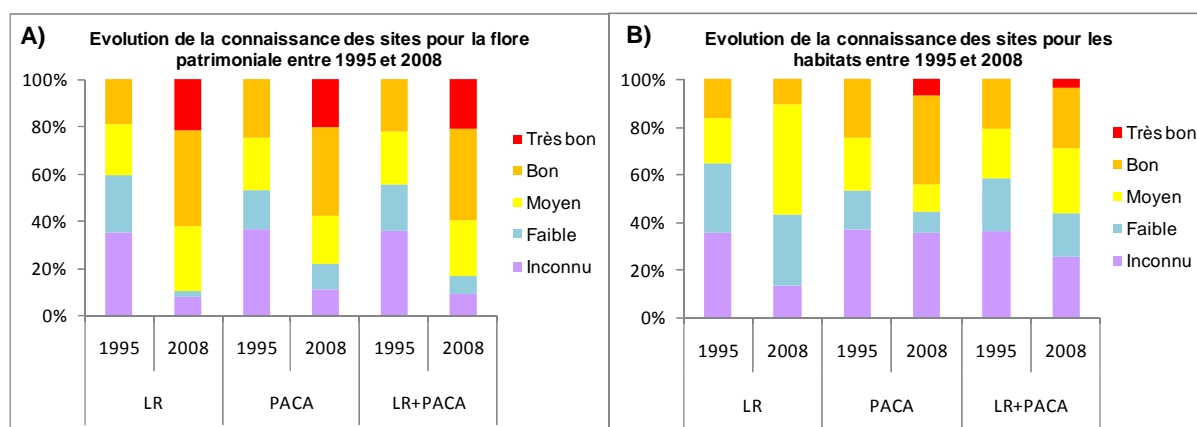 A)
Evolution de la connaissance des sites pour la flore
patrimoniale entre 1995 et 2008
100%
80%
60%
40%
20%
0%
1995 2008 1995 2008 1995 2008
LR PACA LR+PACA
Très bon
Bon
Moyen
Faible
Inconnu
B)
Evolution de la connaissance des sites pour les
habitats entre 1995 et 2008
100%
80%
60%
40%
20%
0%
1995 2008 1995 2008 1995 2008
LR PACA LR+PACA
Très bon
Bon
Moyen
Faible
Inconnu